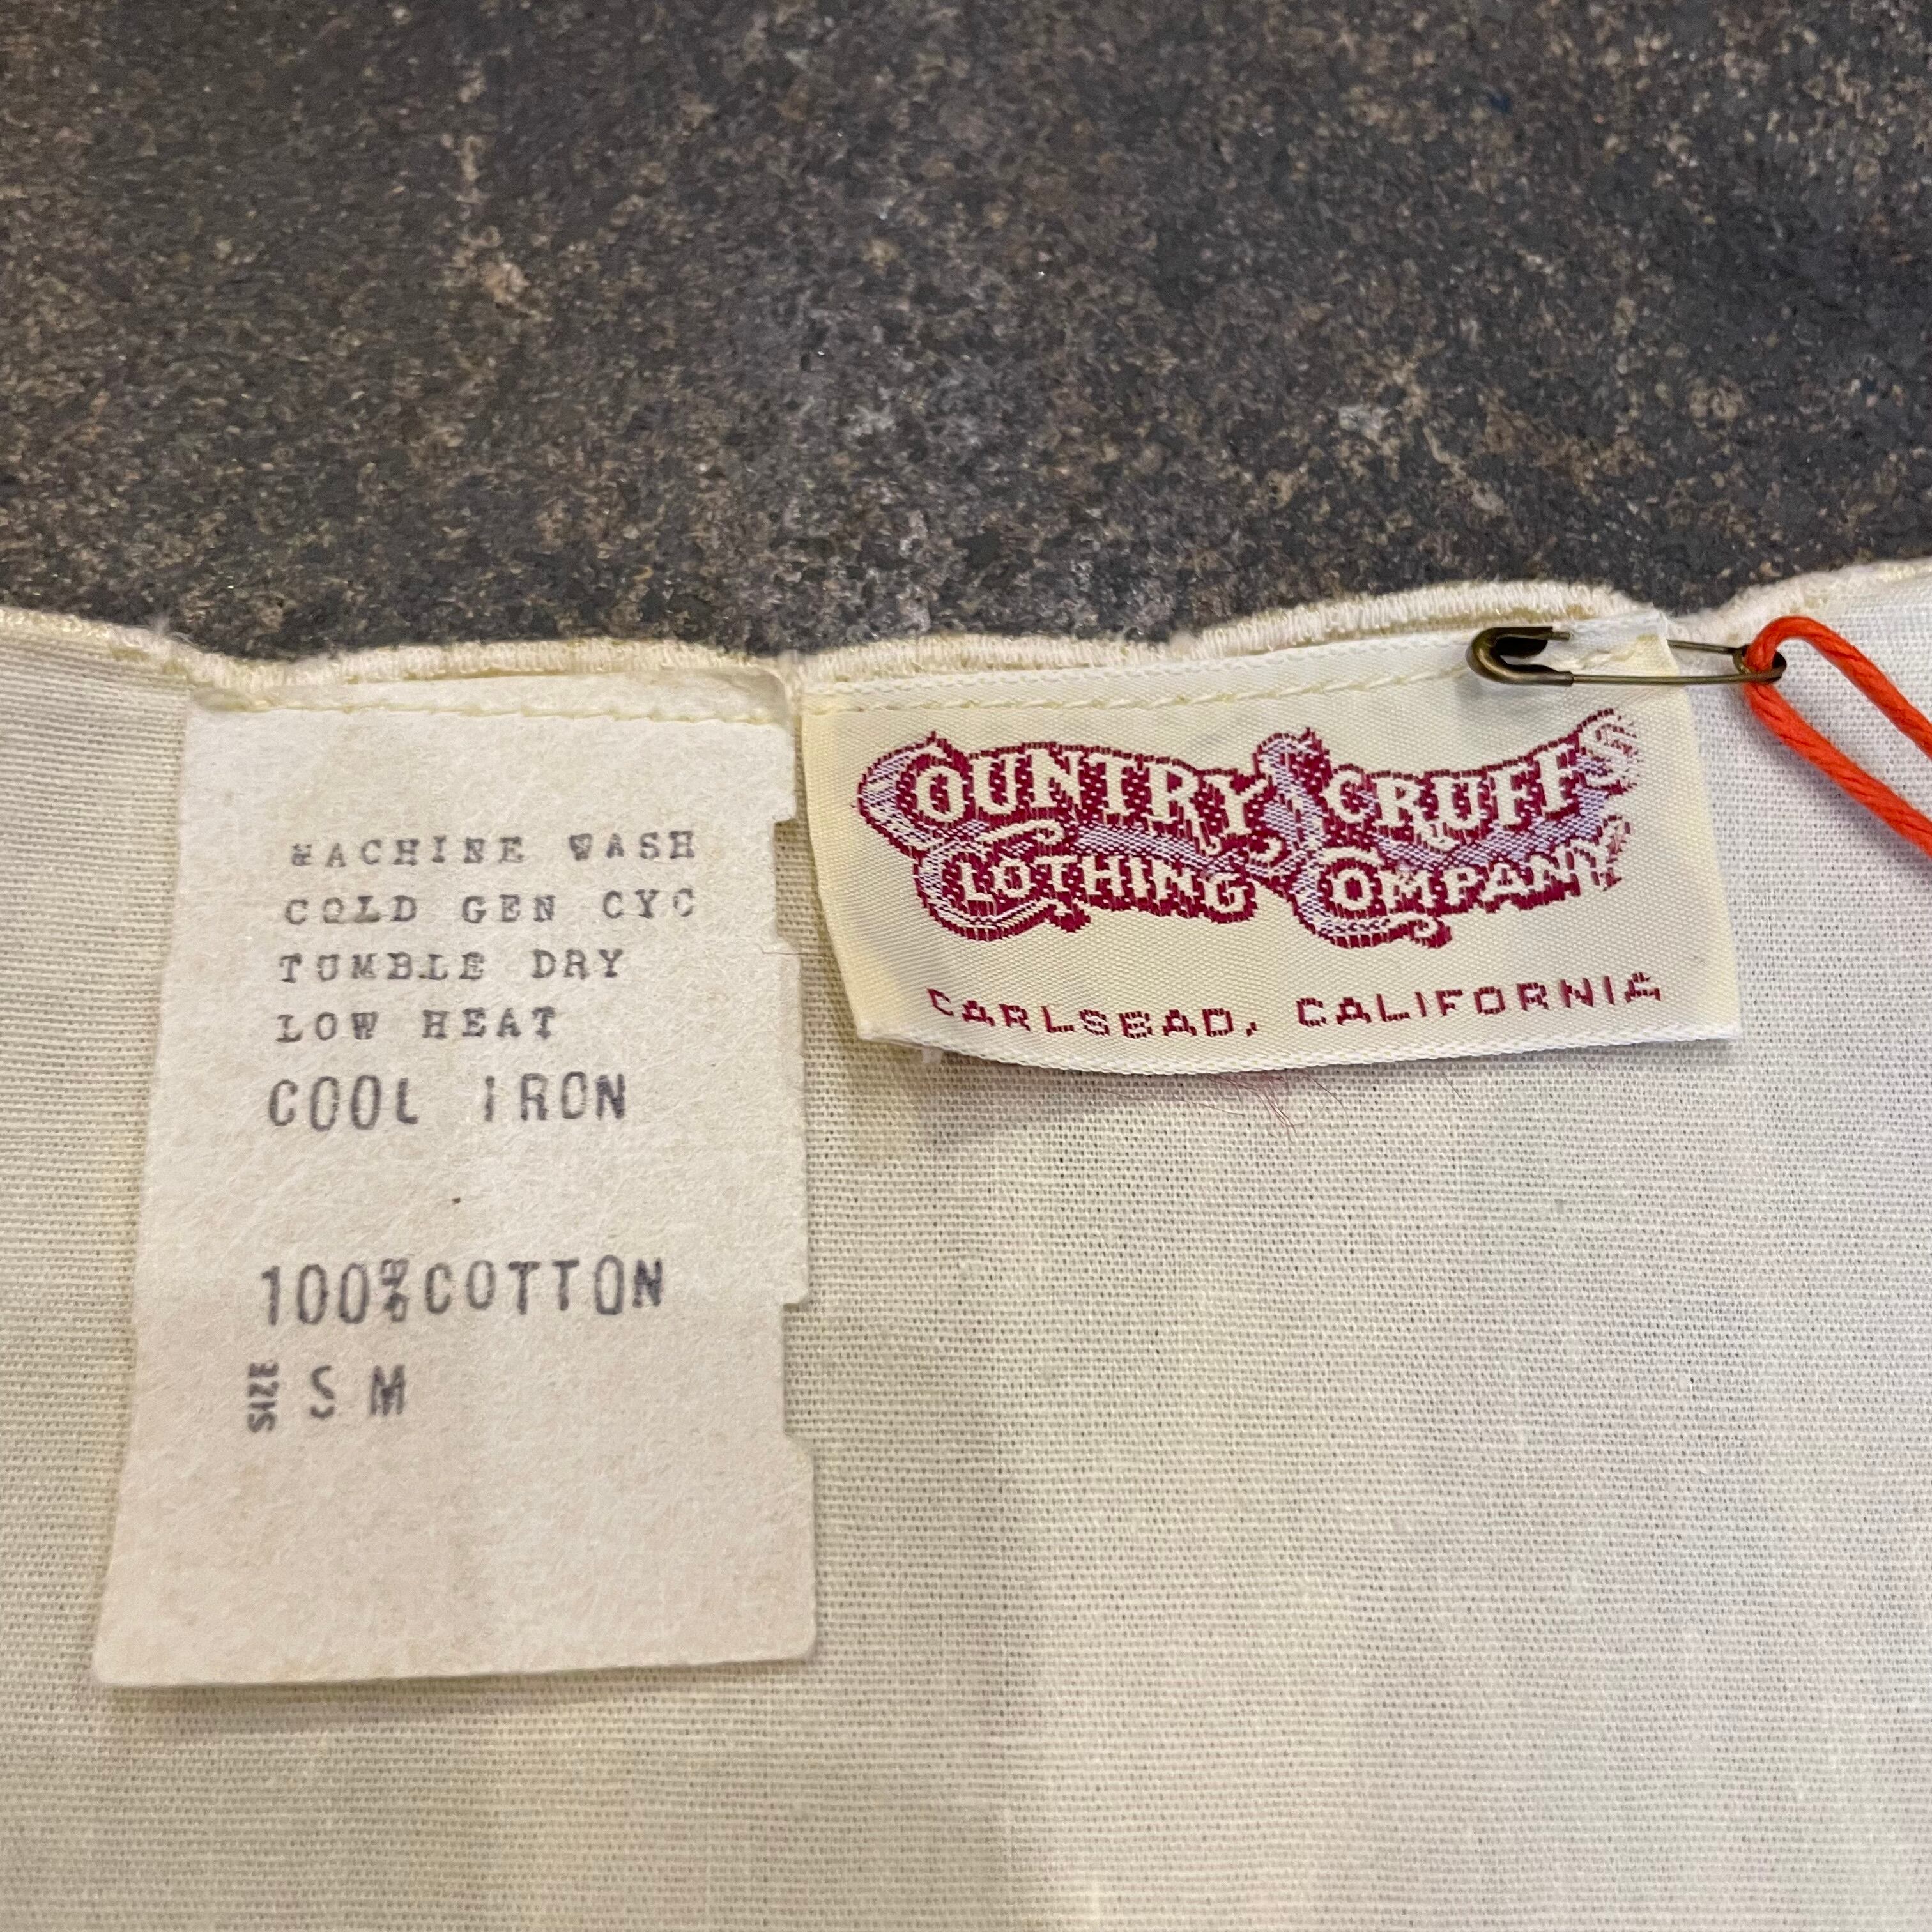 MACHINE WASH
COLD GEN CYC
TUMBLE DRY
LOW HEAT
COOL IRON
100% COTTON
SIZE S M
COUNTRY SCRUFFS
CLOTHING COMPANY
CARLSBAD, CALIFORNIA